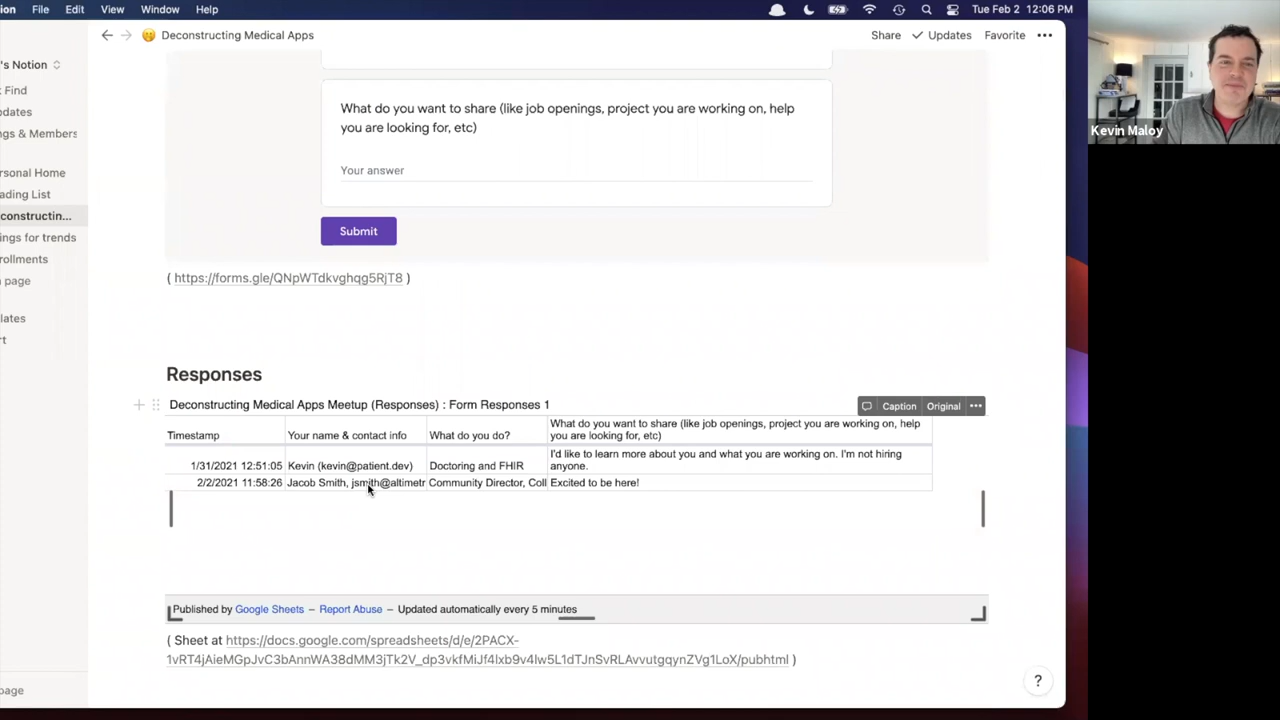 ion File Edit View Window Help Tue Feb 2 12:06 PM
Deconstructing Medical Apps Share Updates Favorite
's Notion
Find
dates
ngs & Members
rsonal Home
ading List
constructin...
ings for trends
rollments
page
lates
rt
page
What do you want to share (like job openings, project you are working on, help
you are looking for, etc)
Your answer
Submit
( https://forms.gle/QNpWTdkvghqg5RjT8 )
Responses
Deconstructing Medical Apps Meetup (Responses) : Form Responses 1
Caption Original
Timestamp Your name & contact info What do you do? What do you want to share (like job openings, project you are working on, help
you are looking for, etc)
1/31/2021 12:51:05 Kevin (kevin@patient.dev) Doctoring and FHIR I'd like to learn more about you and what you are working on. I'm not hiring
anyone.
2/2/2021 11:58:26 Jacob Smith, jsmith@altimetr Community Director, Coll Excited to be here!
Published by Google Sheets – Report Abuse – Updated automatically every 5 minutes
( Sheet at https://docs.google.com/spreadsheets/d/e/2PACX-
1vRT4jAieMGpJvC3bAnnWA38dMM3jTk2V_dp3vkfMiJf4lxb9v4lw5L1dTJnSvRLAvvutgqynZVg1LoX/pubhtml )
?
Kevin Maloy